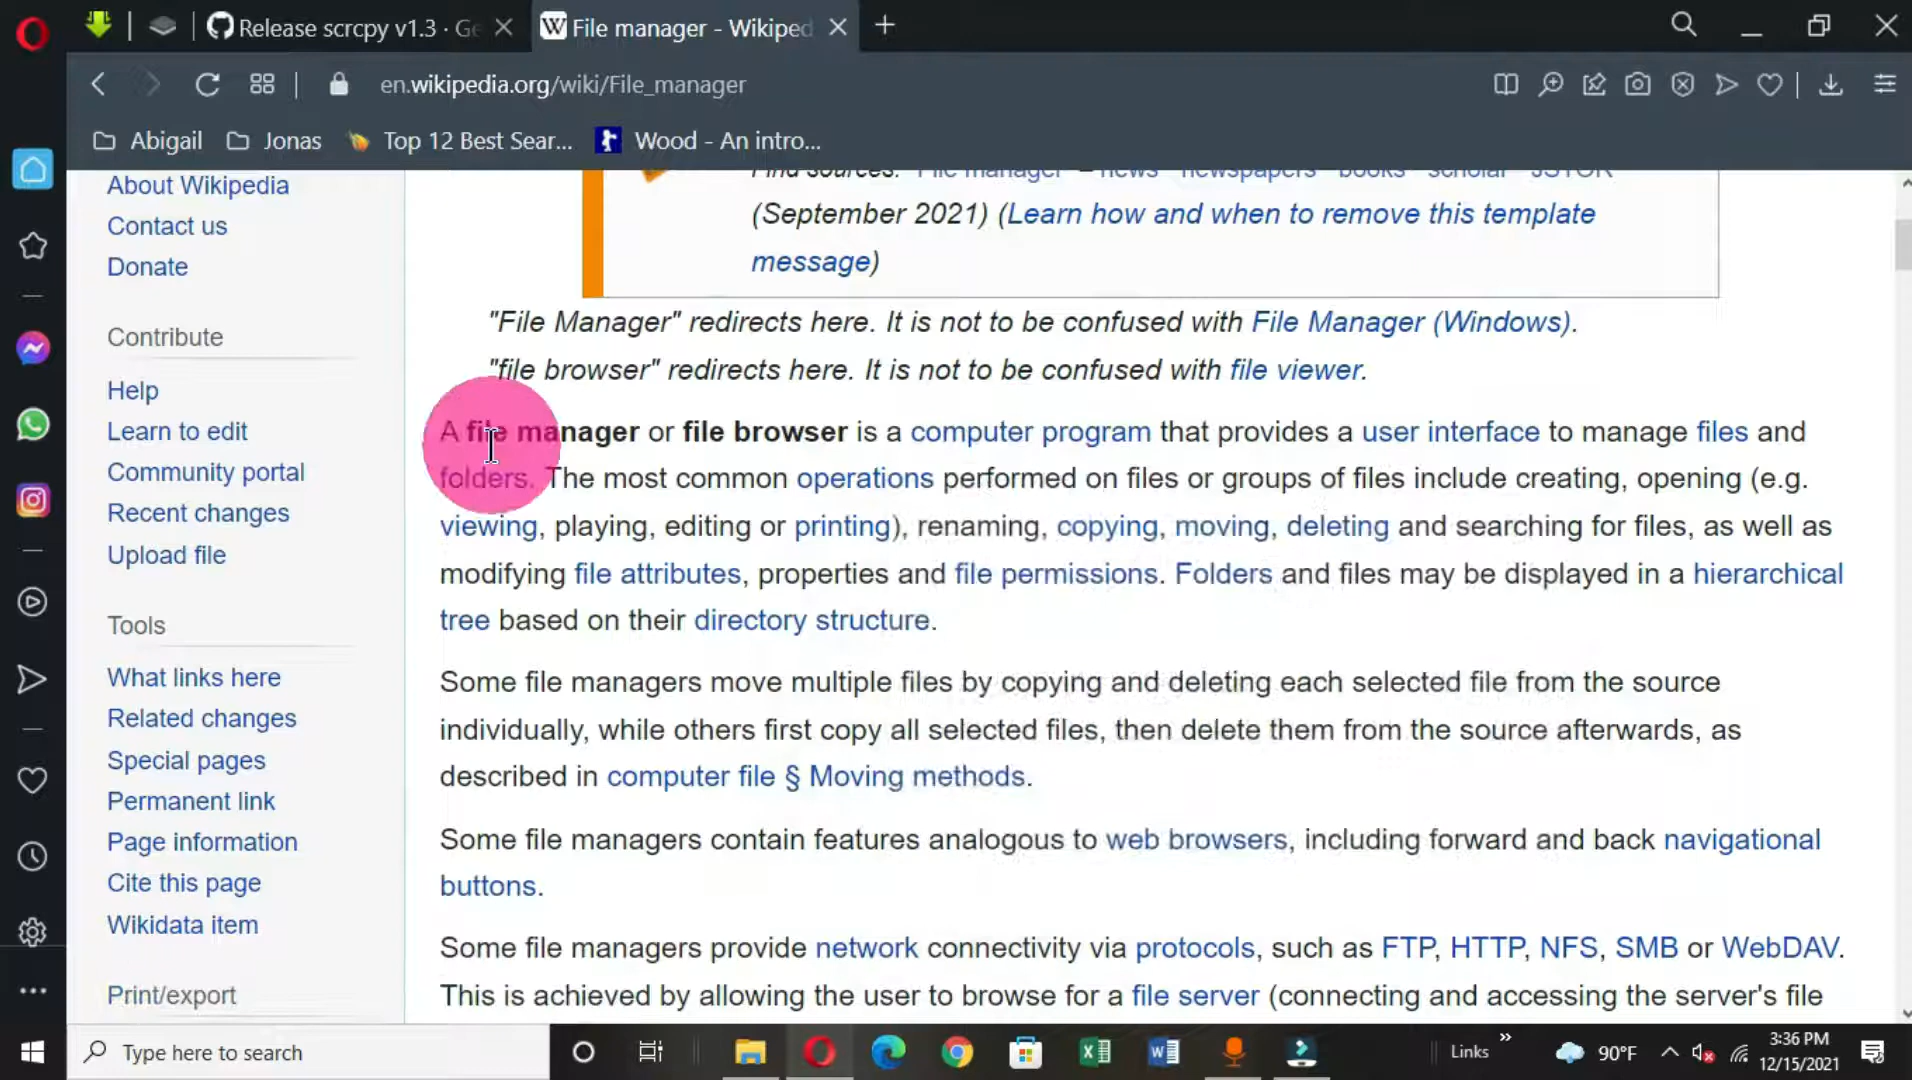 Release scrcpy v1.3 · Ge
File manager - Wikiped
en.wikipedia.org/wiki/File_manager
Abigail
Jonas
Top 12 Best Sear...
Wood - An intro...
About Wikipedia
Contact us
Donate
Contribute
Help
Learn to edit
Community portal
Recent changes
Upload file
Tools
What links here
Related changes
Special pages
Permanent link
Page information
Cite this page
Wikidata item
Print/export
Find sources: "File manager" – news · newspapers · books · scholar · JSTOR
(September 2021) (Learn how and when to remove this template
message)
"File Manager" redirects here. It is not to be confused with File Manager (Windows).
"file browser" redirects here. It is not to be confused with file viewer.
A file manager or file browser is a computer program that provides a user interface to manage files and
folders. The most common operations performed on files or groups of files include creating, opening (e.g.
viewing, playing, editing or printing), renaming, copying, moving, deleting and searching for files, as well as
modifying file attributes, properties and file permissions. Folders and files may be displayed in a hierarchical
tree based on their directory structure.
Some file managers move multiple files by copying and deleting each selected file from the source
individually, while others first copy all selected files, then delete them from the source afterwards, as
described in computer file § Moving methods.
Some file managers contain features analogous to web browsers, including forward and back navigational
buttons.
Some file managers provide network connectivity via protocols, such as FTP, HTTP, NFS, SMB or WebDAV.
This is achieved by allowing the user to browse for a file server (connecting and accessing the server's file
Type here to search
Links
90°F
3:36 PM
12/15/2021